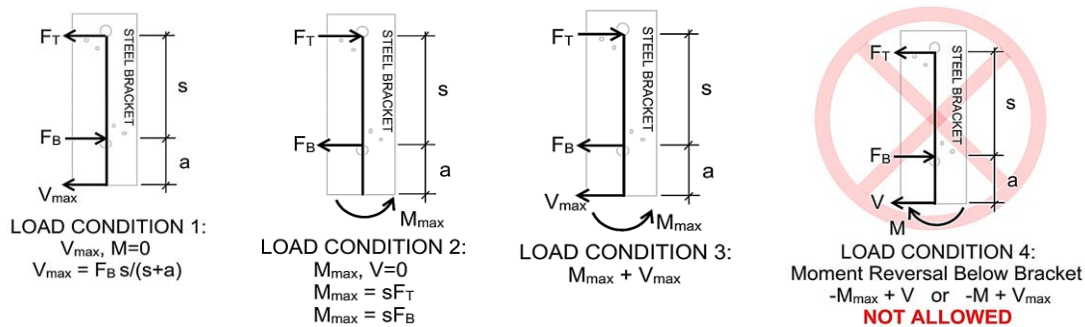 F_T
STEEL BRACKET
s
F_B
a
V_max
LOAD CONDITION 1:
V_max, M=0
V_max = F_B s/(s+a)
F_T
STEEL BRACKET
s
F_B
a
M_max
LOAD CONDITION 2:
M_max, V=0
M_max = sF_T
M_max = sF_B
F_T
STEEL BRACKET
s
F_B
a
V_max
M_max
LOAD CONDITION 3:
M_max + V_max
F_T
STEEL BRACKET
s
F_B
a
V
M
LOAD CONDITION 4:
Moment Reversal Below Bracket
-M_max + V or -M + V_max
NOT ALLOWED